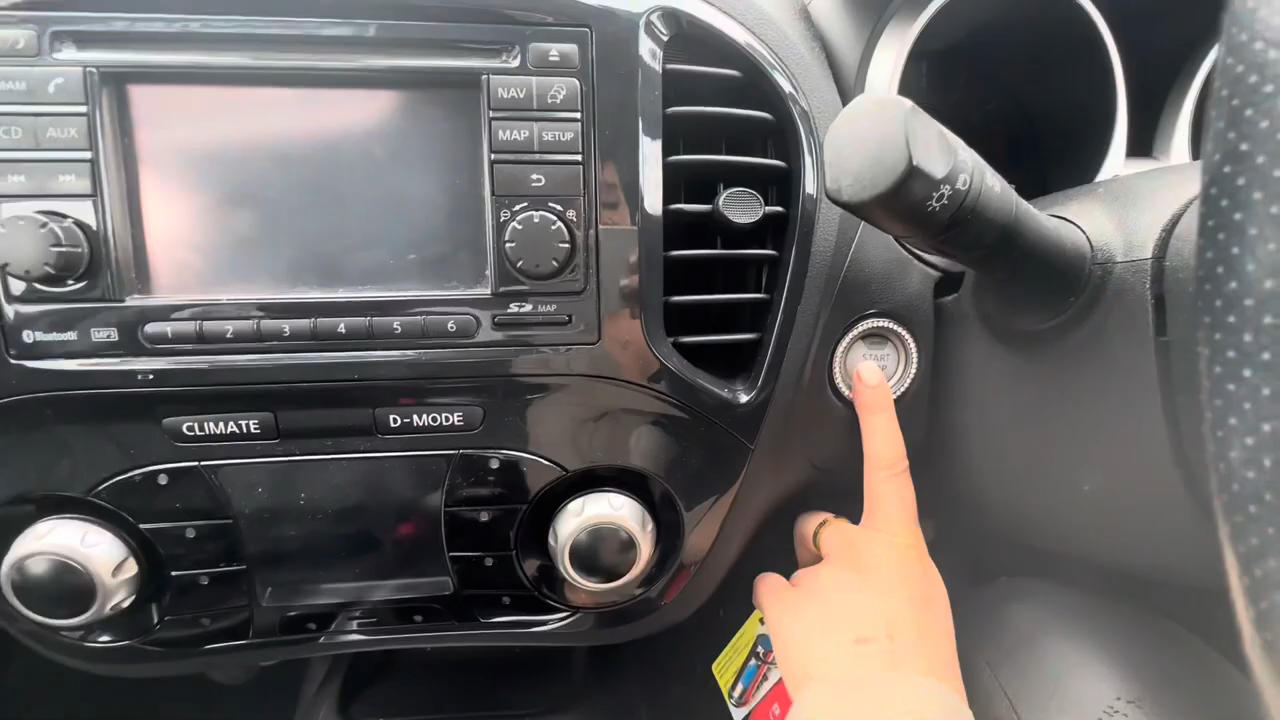 NAV
CD AUX
MAP SETUP
SD MAP
Bluetooth MP3 1 2 3 4 5 6
START
CLIMATE D-MODE